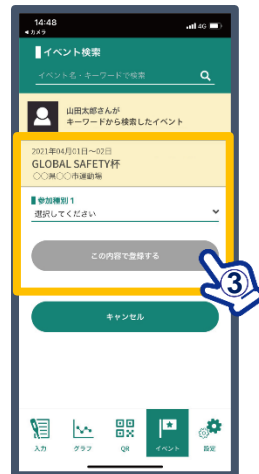 14:48
4G
◀カメラ
イベント検索
イベント名・キーワードで検索
山田太郎さんが
キーワードから検索したイベント
2021年04月01日～02日
GLOBAL SAFETY杯
○○県○○市運動場
参加種別 1
選択してください
この内容で登録する
③
キャンセル
入力
グラフ
QR
イベント
設定